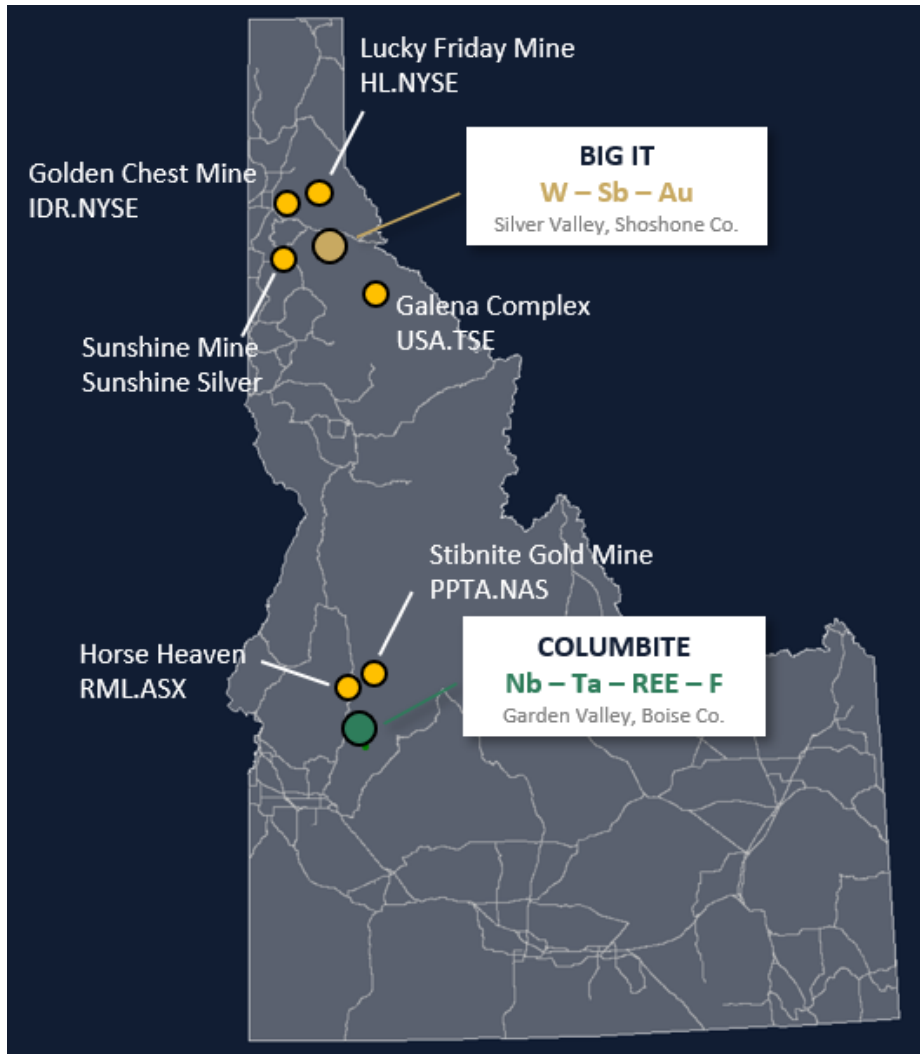 Lucky Friday Mine
HL.NYSE
BIG IT
W – Sb – Au
Silver Valley, Shoshone Co.
Golden Chest Mine
IDR.NYSE
Galena Complex
USA.TSE
Sunshine Mine
Sunshine Silver
Stibnite Gold Mine
PPTA.NAS
COLUMBITE
Nb – Ta – REE – F
Garden Valley, Boise Co.
Horse Heaven
RML.ASX